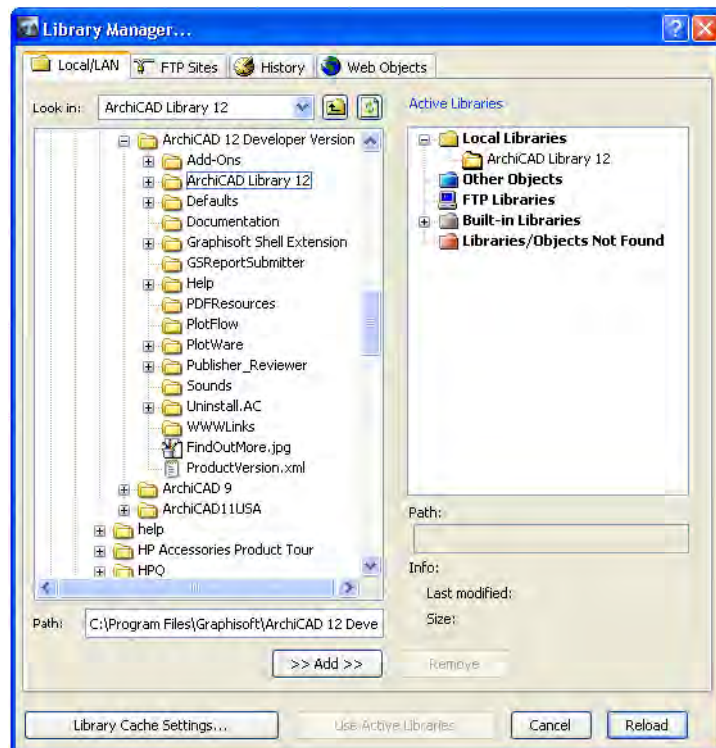 Library Manager...
Local/LAN
FTP Sites
History
Web Objects
Look in:
ArchiCAD Library 12
ArchiCAD 12 Developer Version
Add-Ons
ArchiCAD Library 12
Defaults
Documentation
Graphisoft Shell Extension
GSReportSubmitter
Help
PDFResources
PlotFlow
PlotWare
Publisher_Reviewer
Sounds
Uninstall.AC
WWWLinks
FindOutMore.jpg
ProductVersion.xml
ArchiCAD 9
ArchiCAD11USA
help
HP Accessories Product Tour
HPQ
Path:
C:\Program Files\Graphisoft\ArchiCAD 12 Deve
>> Add >>
Active Libraries
Local Libraries
ArchiCAD Library 12
Other Objects
FTP Libraries
Built-in Libraries
Libraries/Objects Not Found
Path:
Info:
Last modified:
Size:
Remove
Library Cache Settings...
Use Active Libraries
Cancel
Reload